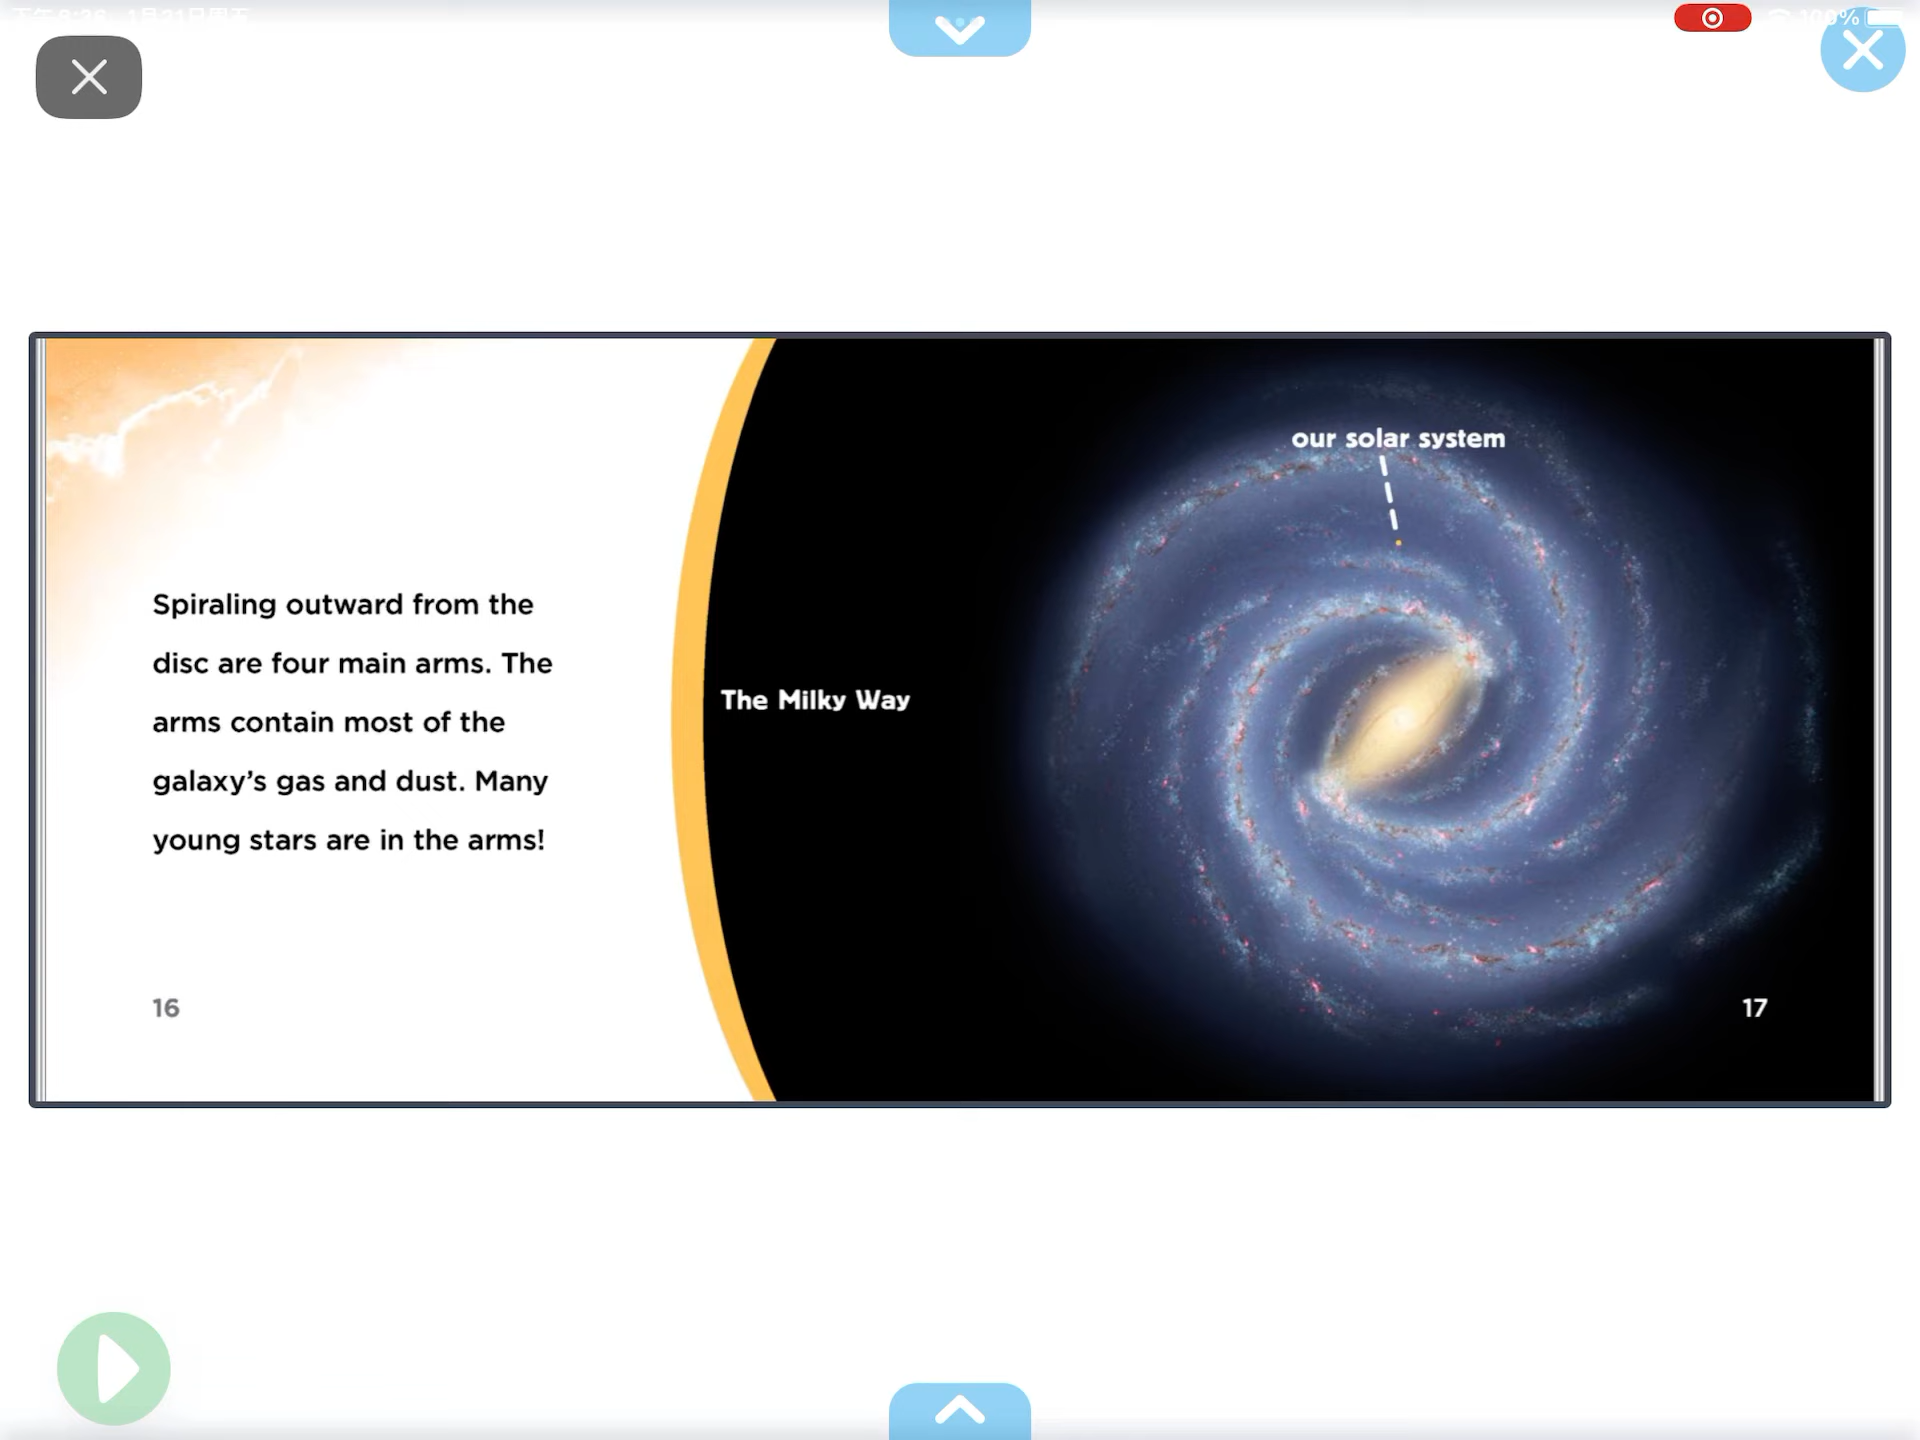 100%
our solar system
Spiraling outward from the
disc are four main arms. The
The Milky Way
arms contain most of the
galaxy's gas and dust. Many
young stars are in the arms!
16
17